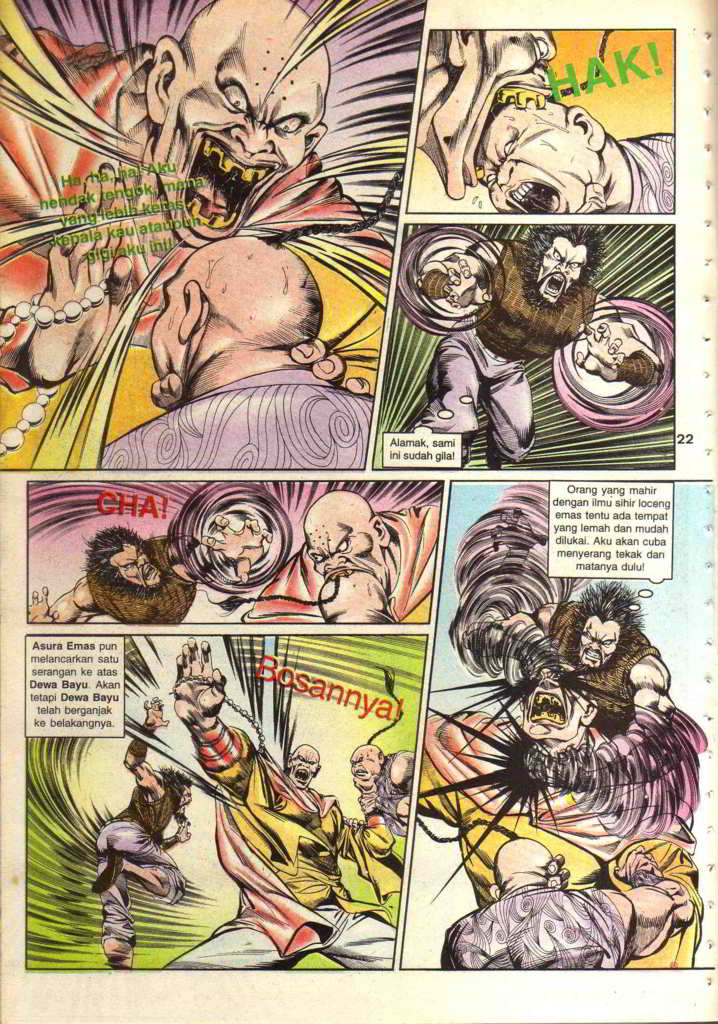 Ha, ha, ha! Aku
hendak tengok, mana
yang lebih keras
kepala kau ataupun
gigi aku ini!
HAK!
Alamak, sami
ini sudah gila!
22
CHA!
Orang yang mahir
dengan ilmu sihir loceng
emas tentu ada tempat
yang lemah dan mudah
dilukai. Aku akan cuba
menyerang tekak dan
matanya dulu!
Asura Emas pun
melancarkan satu
serangan ke atas
Dewa Bayu. Akan
tetapi Dewa Bayu
telah berganjak
ke belakangnya.
Bosannya!